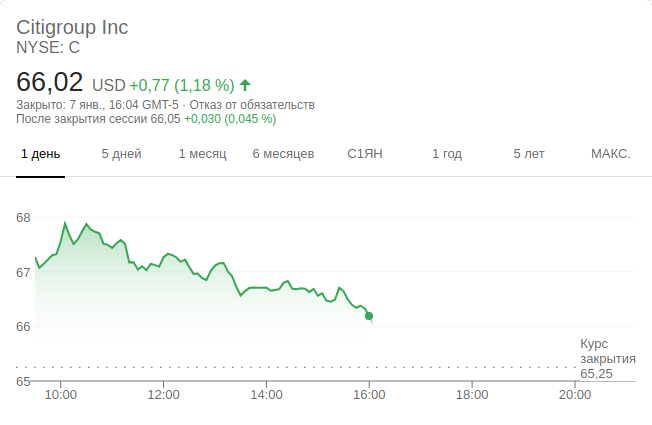 Citigroup Inc
NYSE: C
66,02 USD +0,77 (1,18 %)
Закрыто: 7 янв., 16:04 GMT-5 · Отказ от обязательств
После закрытия сессии 66,05 +0,030 (0,045 %)
1 день 5 дней 1 месяц 6 месяцев С1ЯН 1 год 5 лет МАКС.
68
67
66
Курс
закрытия
65,25
65
10:00 12:00 14:00 16:00 18:00 20:00